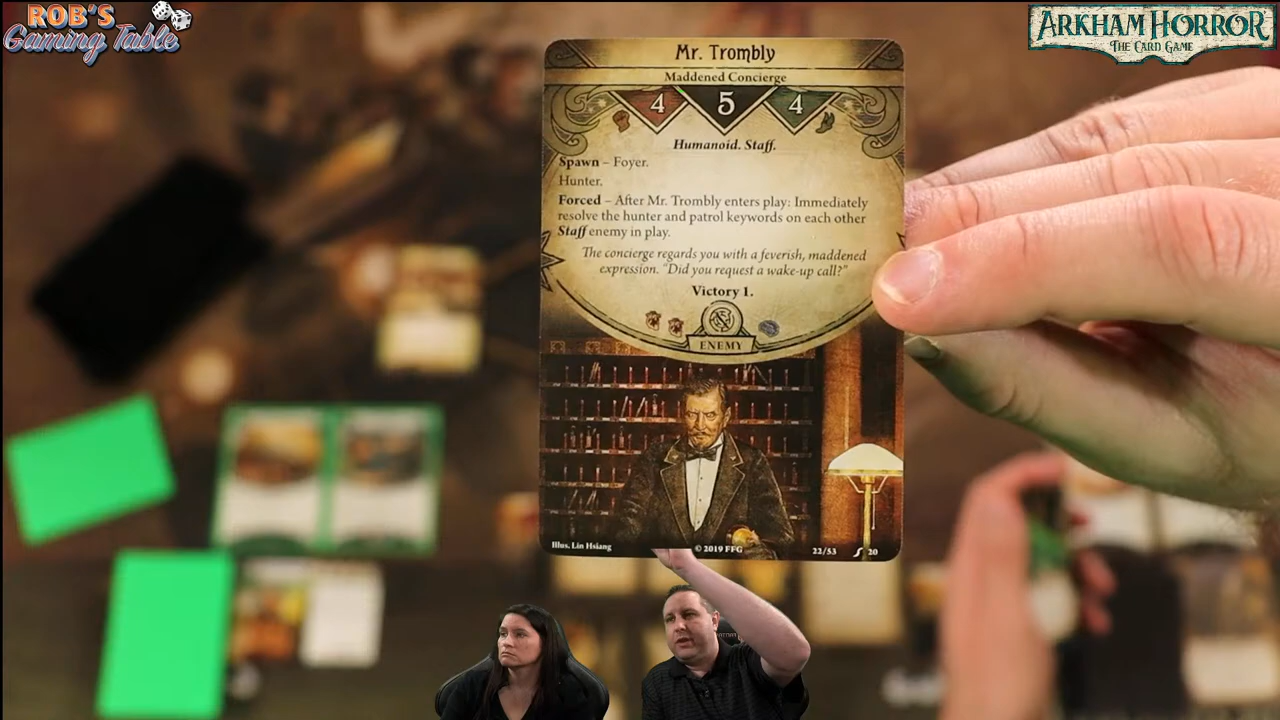 ROB'S
Gaming Table
ARKHAM HORROR
THE CARD GAME
Mr. Trombly
Maddened Concierge
4 5 4
Humanoid. Staff.
Spawn – Foyer.
Hunter.
Forced – After Mr. Trombly enters play: Immediately
resolve the hunter and patrol keywords on each other
Staff enemy in play.
The concierge regards you with a feverish, maddened
expression. "Did you request a wake-up call?"
Victory 1.
ENEMY
Illus. Lin Hsiang
© 2019 FFG
22/53
20